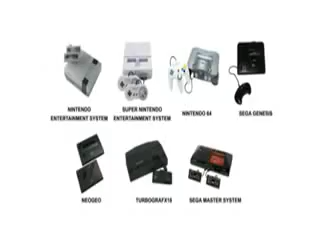 NINTENDO
ENTERTAINMENT SYSTEM
SUPER NINTENDO
ENTERTAINMENT SYSTEM
NINTENDO 64
SEGA GENESIS
NEOGEO
TURBOGRAFX16
SEGA MASTER SYSTEM